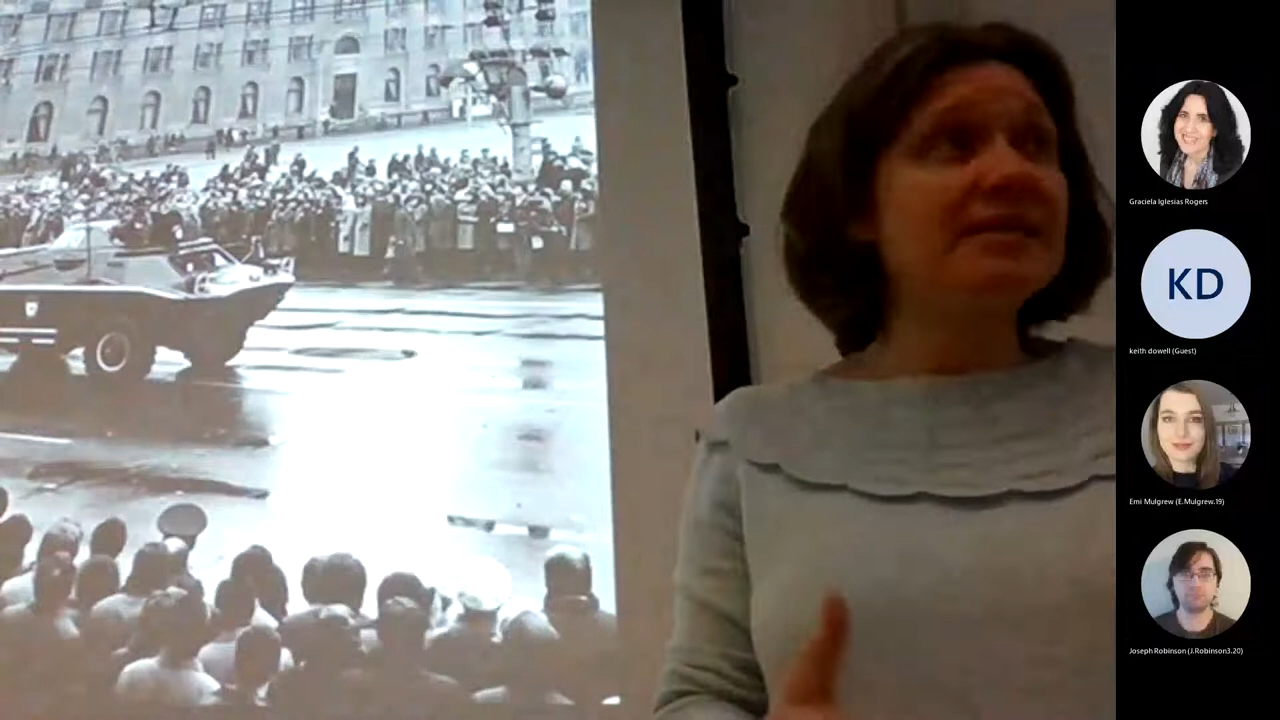 Graciela Iglesias Rogers
KD
keith dowell (Guest)
Emi Mulgrew (E.Mulgrew.19)
Joseph Robinson (J.Robinson3.20)